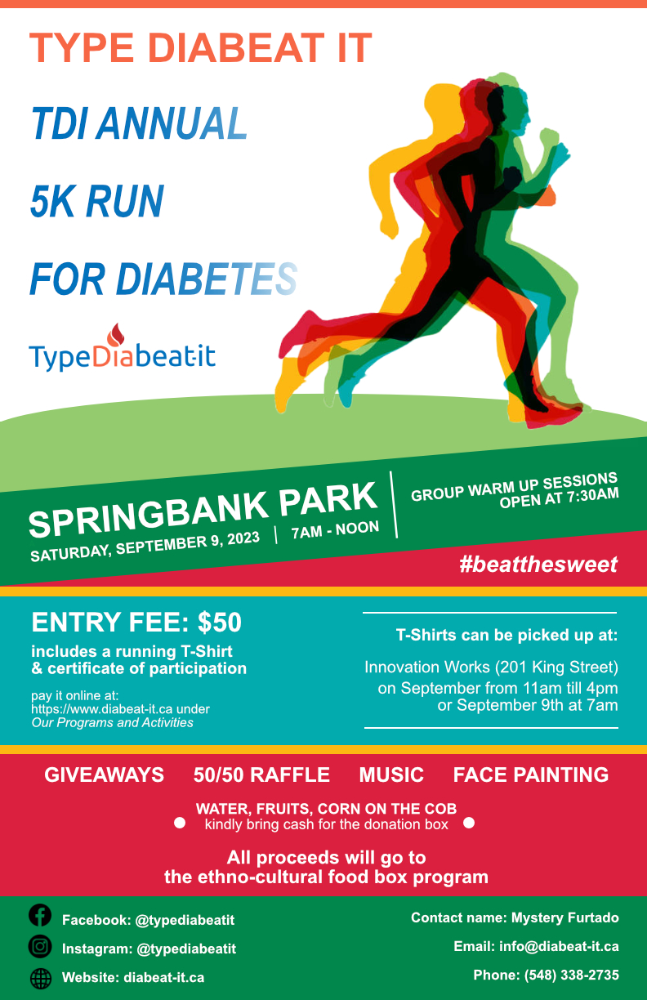 TYPE DIABEAT IT
TDI ANNUAL
5K RUN
FOR DIABETES
TypeDiabeat-it
SPRINGBANK PARK
SATURDAY, SEPTEMBER 9, 2023 | 7AM - NOON
GROUP WARM UP SESSIONS
OPEN AT 7:30AM
#beatthesweet
ENTRY FEE: $50
includes a running T-Shirt
& certificate of participation
pay it online at:
https://www.diabeat-it.ca under
Our Programs and Activities
T-Shirts can be picked up at:
Innovation Works (201 King Street)
on September from 11am till 4pm
or September 9th at 7am
GIVEAWAYS 50/50 RAFFLE MUSIC FACE PAINTING
WATER, FRUITS, CORN ON THE COB
kindly bring cash for the donation box
All proceeds will go to
the ethno-cultural food box program
Facebook: @typediabeatit
Instagram: @typediabeatit
Website: diabeat-it.ca
Contact name: Mystery Furtado
Email: info@diabeat-it.ca
Phone: (548) 338-2735